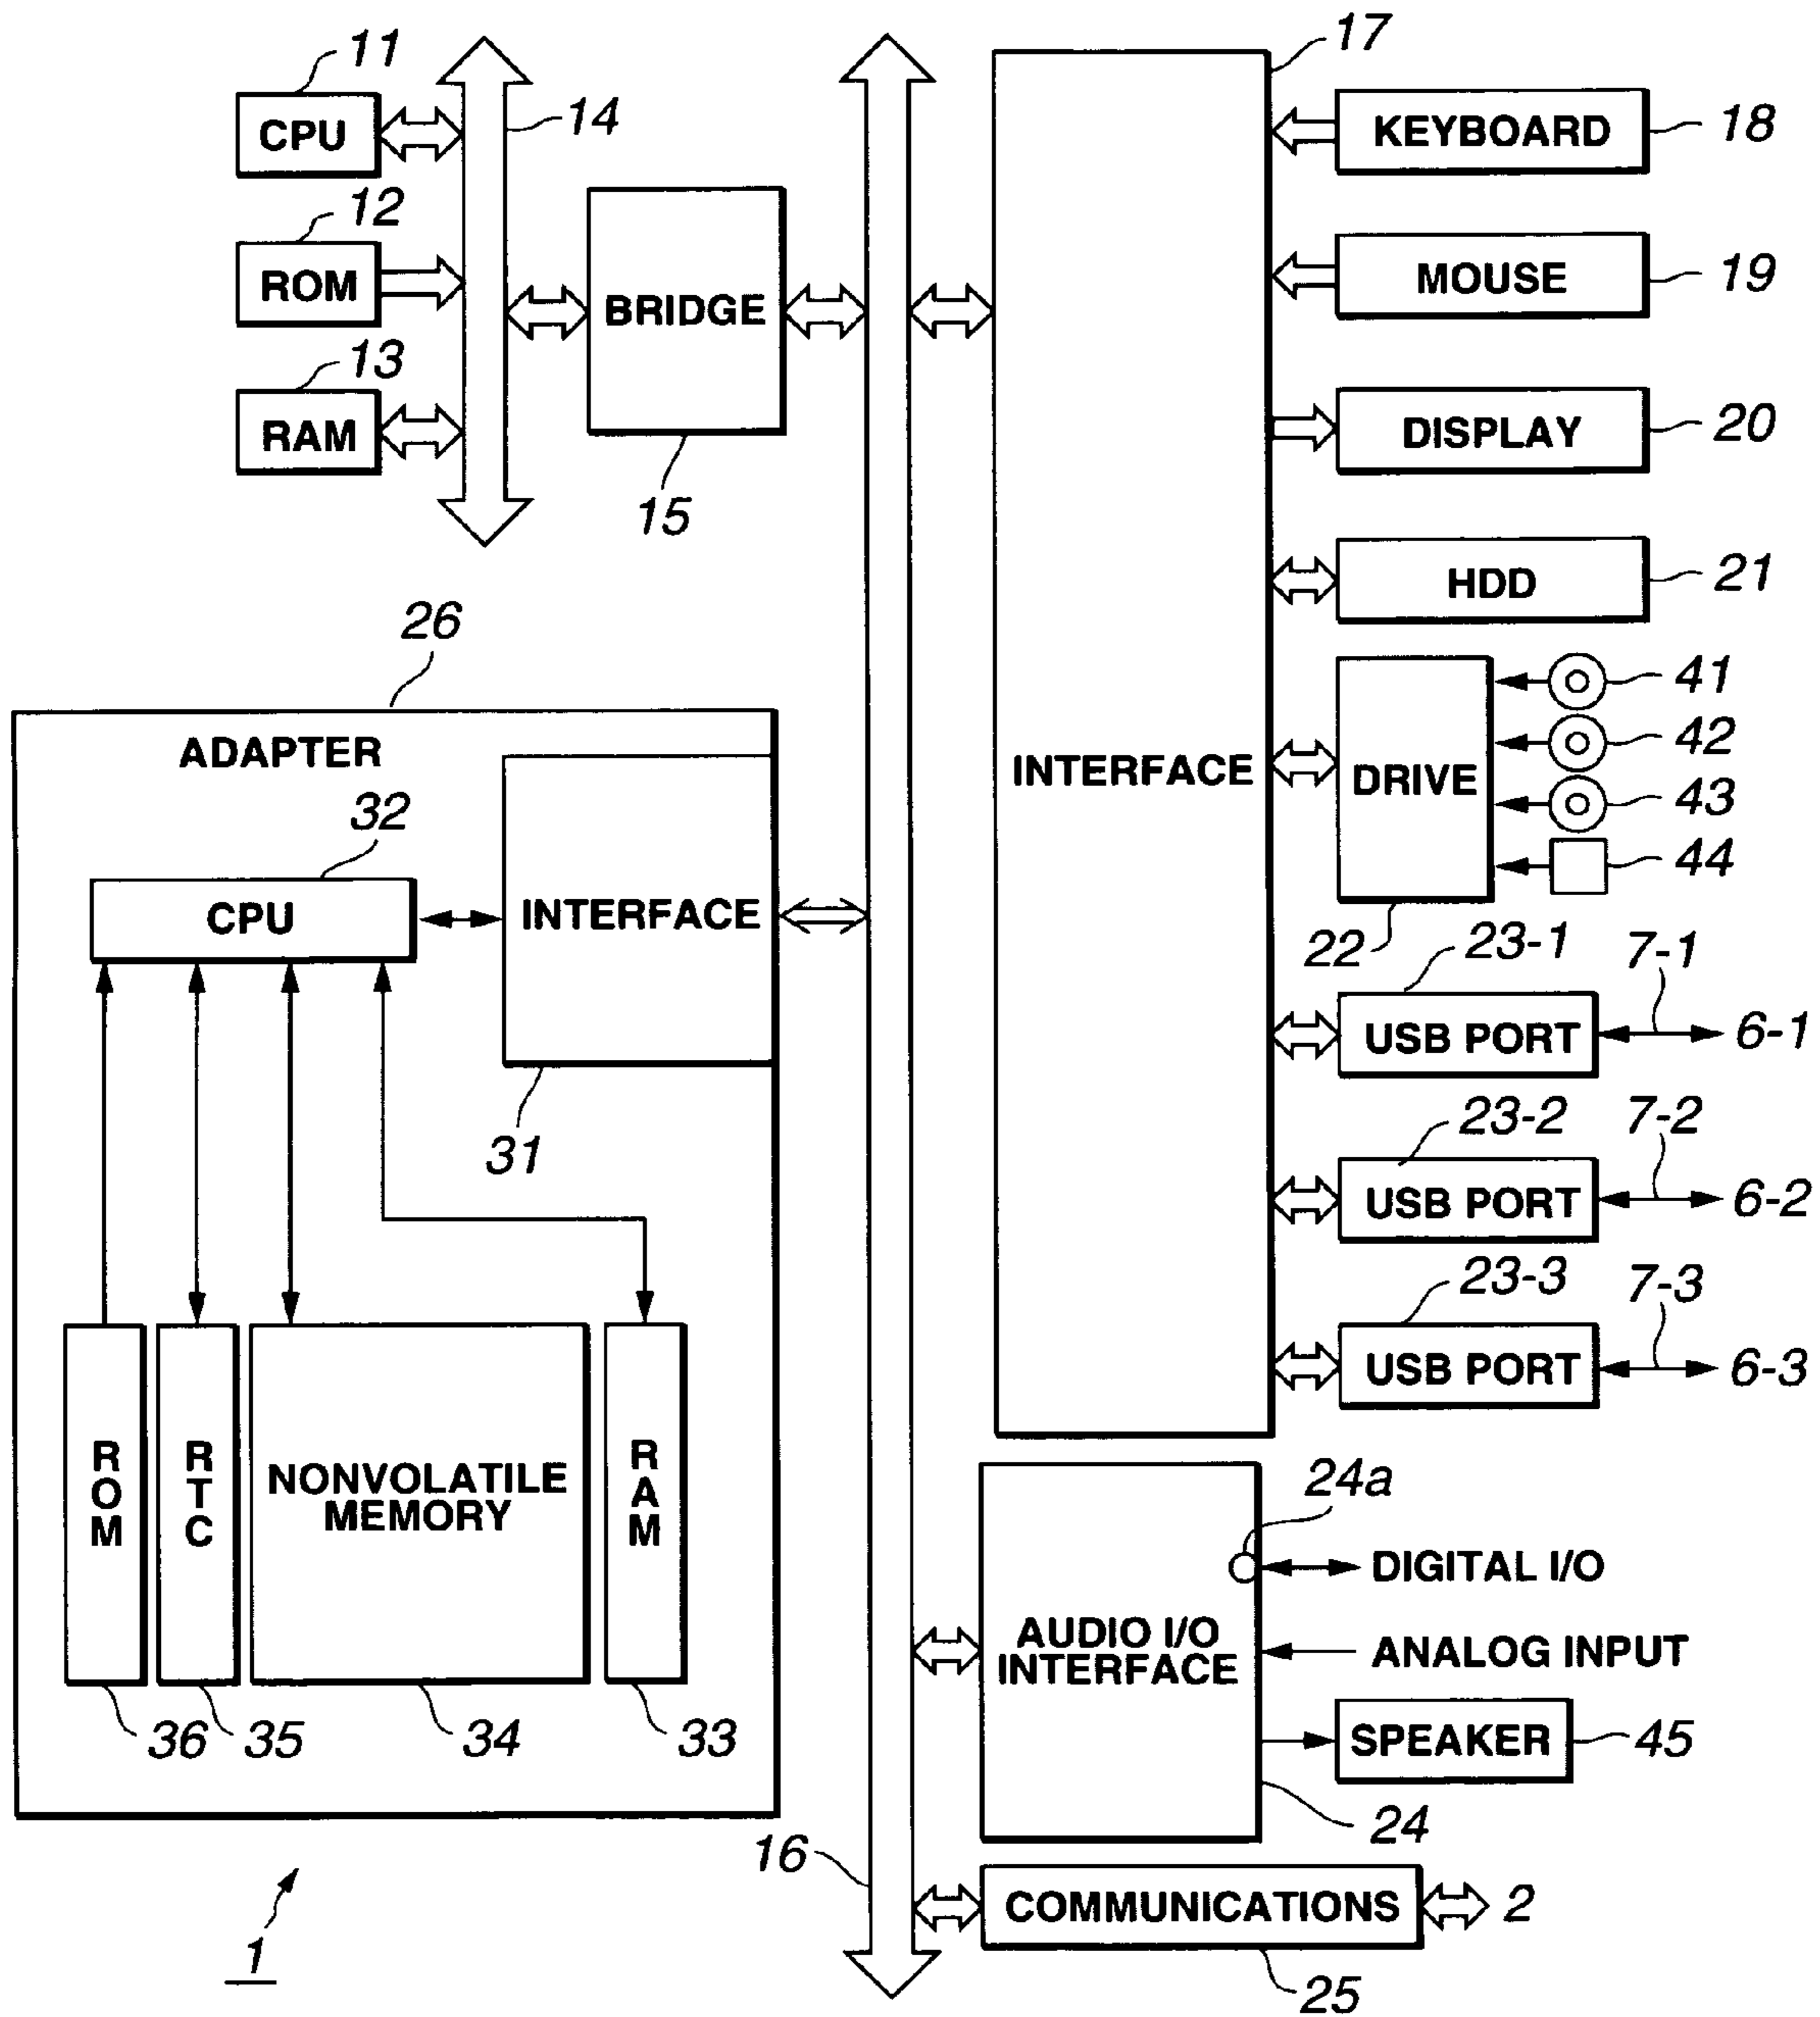 11
CPU
14
12
ROM
13
RAM
BRIDGE
15
17
INTERFACE
KEYBOARD 18
MOUSE 19
DISPLAY 20
HDD 21
DRIVE
22
41
42
43
44
23-1
7-1
USB PORT 6-1
23-2
7-2
USB PORT 6-2
23-3
7-3
USB PORT 6-3
26
ADAPTER
32
CPU
INTERFACE
31
ROM
RTC
NONVOLATILE
MEMORY
RAM
36
35
34
33
24a
DIGITAL I/O
AUDIO I/O
INTERFACE
ANALOG INPUT
SPEAKER 45
24
16
COMMUNICATIONS 2
25
1